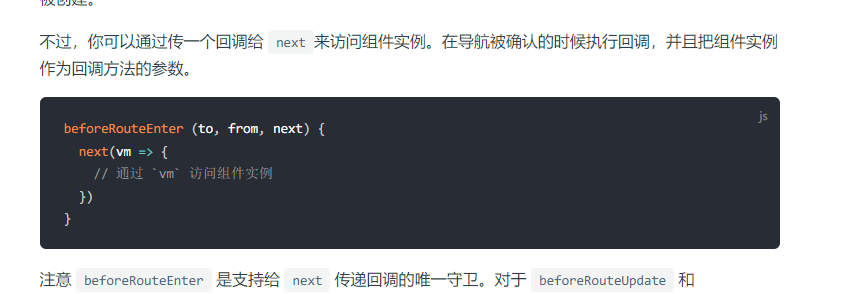 不过，你可以通过传一个回调给 next 来访问组件实例。在导航被确认的时候执行回调，并且把组件实例
作为回调方法的参数。
js
beforeRouteEnter (to, from, next) {
  next(vm => {
    // 通过 `vm` 访问组件实例
  })
}
注意 beforeRouteEnter 是支持给 next 传递回调的唯一守卫。对于 beforeRouteUpdate 和